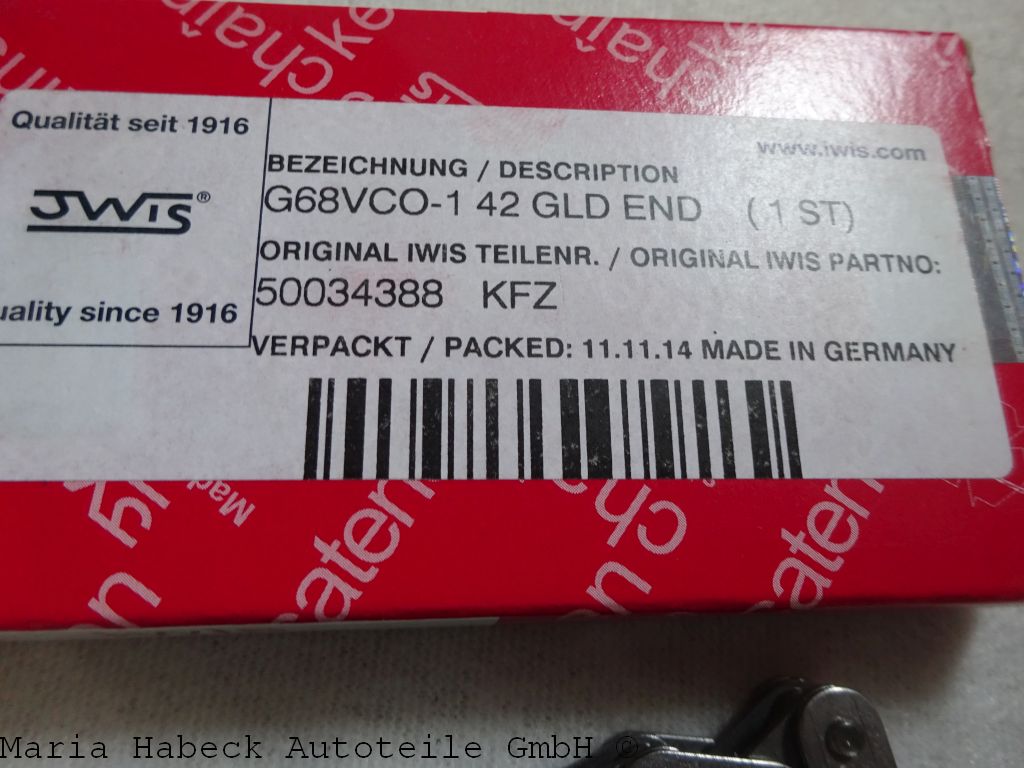 Qualität seit 1916
www.iwis.com
BEZEICHNUNG / DESCRIPTION
JWIS®
G68VCO-1 42 GLD END ( 1 ST)
ORIGINAL IWIS TEILENR. / ORIGINAL IWIS PARTNO:
uality since 1916
50034388 KFZ
VERPACKT / PACKED: 11.11.14 MADE IN GERMANY
Maria Habeck Autoteile GmbH ©